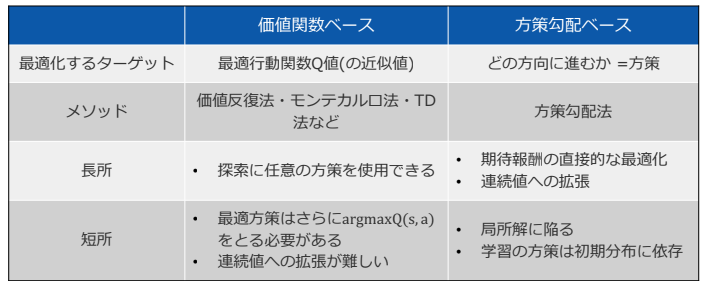 価値関数ベース 方策勾配ベース
最適化するターゲット 最適行動関数Q値(の近似値) どの方向に進むか =方策
メソッド 価値反復法・モンテカルロ法・TD
法など 方策勾配法
長所 • 探索に任意の方策を使用できる • 期待報酬の直接的な最適化
• 連続値への拡張
短所 • 最適方策はさらにargmaxQ(s, a)
をとる必要がある
• 連続値への拡張が難しい • 局所解に陥る
• 学習の方策は初期分布に依存